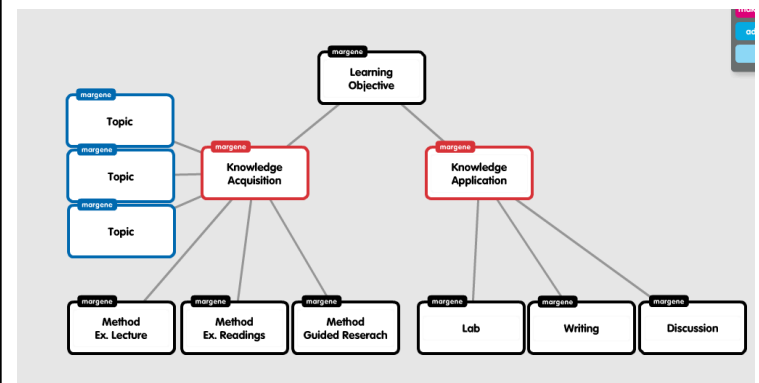 margene
Learning
Objective
margene
Topic
margene
Topic
margene
Topic
margene
Knowledge
Acquisition
margene
Knowledge
Application
margene
Method
Ex. Lecture
margene
Method
Ex. Readings
margene
Method
Guided Reserach
margene
Lab
margene
Writing
margene
Discussion